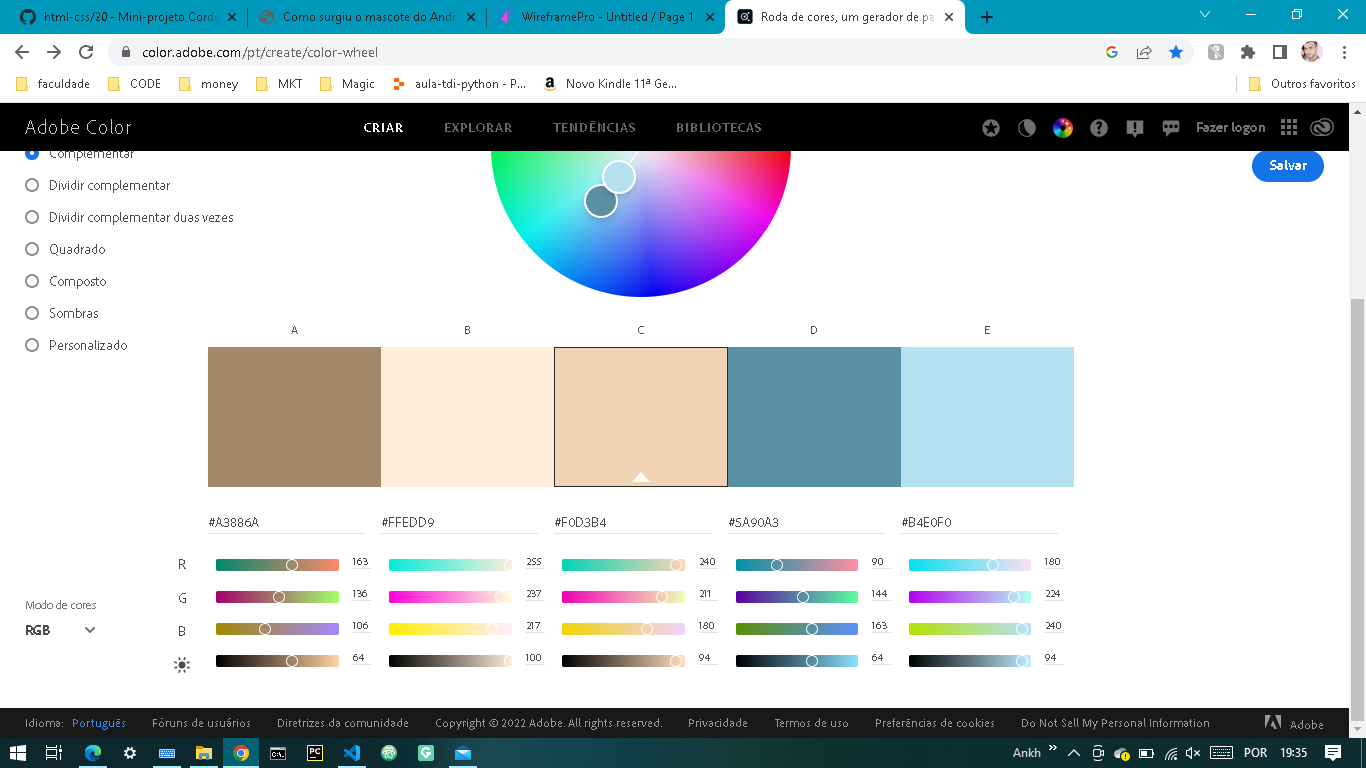 html-css/20 - Mini-projeto Corde
Como surgiu o mascote do Andr
WireframePro - Untitled / Page 1
Roda de cores, um gerador de pa
color.adobe.com/pt/create/color-wheel
faculdade
CODE
money
MKT
Magic
aula-tdi-python - P...
Novo Kindle 11ª Ge...
Outros favoritos
Adobe Color
CRIAR
EXPLORAR
TENDÊNCIAS
BIBLIOTECAS
Fazer logon
Salvar
Complementar
Dividir complementar
Dividir complementar duas vezes
Quadrado
Composto
Sombras
Personalizado
A B C D E
#A3886A #FFEDD9 #F0D3B4 #5A90A3 #B4E0F0
R 163 255 240 90 180
G 136 237 211 144 224
B 106 217 180 163 240
64 100 94 64 94
Modo de cores
RGB
Idioma: Português
Fóruns de usuários
Diretrizes da comunidade
Copyright © 2022 Adobe. All rights reserved.
Privacidade
Termos de uso
Preferências de cookies
Do Not Sell My Personal Information
Adobe
Ankh
POR
19:35